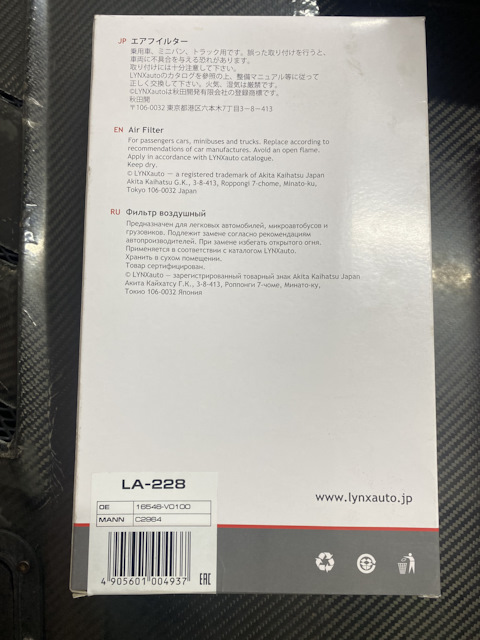 JP エアフィルター
乗用車、ミニバン、トラック用です。誤った取り付けを行うと、
車両に不具合を与える恐れがあります。
取り付けには十分注意して下さい。
LYNXautoのカタログを参照の上、整備マニュアル等に従って
正しく交換して下さい。火気、湿気は厳禁です。
©LYNXautoは秋田開発有限会社の登録商標です。
秋田開
〒106-0032 東京都港区六本木7丁目3−8−413
EN Air Filter
For passengers cars, minibuses and trucks. Replace according to
recommendations of car manufactures. Avoid an open flame.
Apply in accordance with LYNXauto catalogue.
Keep dry.
© LYNXauto — a registered trademark of Akita Kaihatsu Japan
Akita Kaihatsu G.K., 3-8-413, Roppongi 7-chome, Minato-ku,
Tokyo 106-0032 Japan
RU Фильтр воздушный
Предназначен для легковых автомобилей, микроавтобусов и
грузовиков. Подлежит замене согласно рекомендациям
автопроизводителей. При замене избегать открытого огня.
Применяется в соответствии с каталогом LYNXauto.
Хранить в сухом помещении.
Товар сертифицирован.
© LYNXauto — зарегистрированный товарный знак Akita Kaihatsu Japan
Акита Кайхатсу Г.К., 3-8-413, Роппонги 7-чоме, Минато-ку,
Токио 106-0032 Япония
LA-228
OE 16546-V0100
MANN C2964
4905601004937
EAC
www.lynxauto.jp